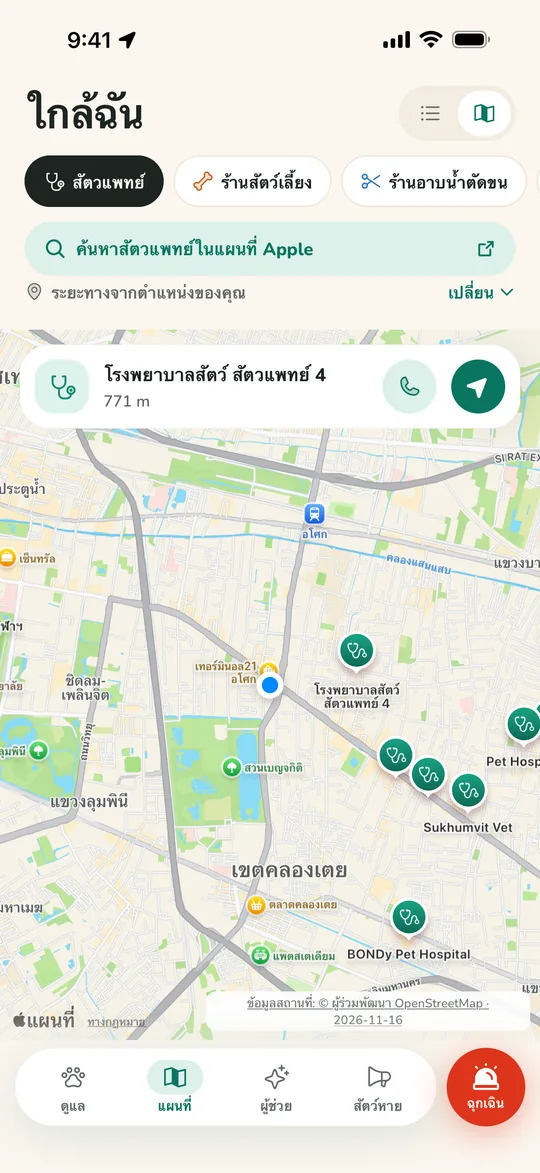 9:41
ใกล้ฉัน
สัตวแพทย์
ร้านสัตว์เลี้ยง
ร้านอาบน้ำตัดขน
ค้นหาสัตวแพทย์ในแผนที่ Apple
ระยะทางจากตำแหน่งของคุณ
เปลี่ยน
โรงพยาบาลสัตว์ สัตวแพทย์ 4
771 m
SI RAT EX
ประตูน้ำ
อโศก
เซ็นทรัล
คลองแสนแสบ
แขวงบา
เทอร์มินอล21
อโศก
ชิดลม-
เพลินจิต
โรงพยาบาลสัตว์
สัตวแพทย์ 4
ถนนวิทยุ
Pet Hosp
สวนเบญจกิติ
แขวงลุมพินี
Sukhumvit Vet
เขตคลองเตย
ตลาดคลองเตย
BONDy Pet Hospital
แพตสเตเดียม
แผนที่
ทางกฎหมาย
ข้อมูลสถานที่: © ผู้ร่วมพัฒนา OpenStreetMap ·
2026-11-16
ดูแล
แผนที่
ผู้ช่วย
สัตว์หาย
ฉุกเฉิน